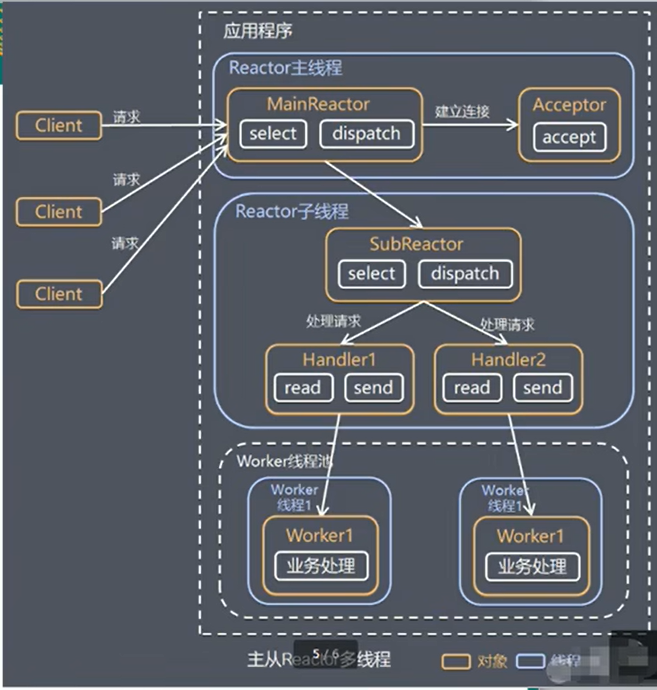 应用程序
Reactor主线程
MainReactor
select
dispatch
建立连接
Acceptor
accept
Client
请求
Client
请求
Client
请求
Reactor子线程
SubReactor
select
dispatch
处理请求
处理请求
Handler1
read
send
Handler2
read
send
Worker线程池
Worker
线程1
Worker1
业务处理
Worker
线程1
Worker1
业务处理
主从Reactor多线程
5 / 6
对象
线程